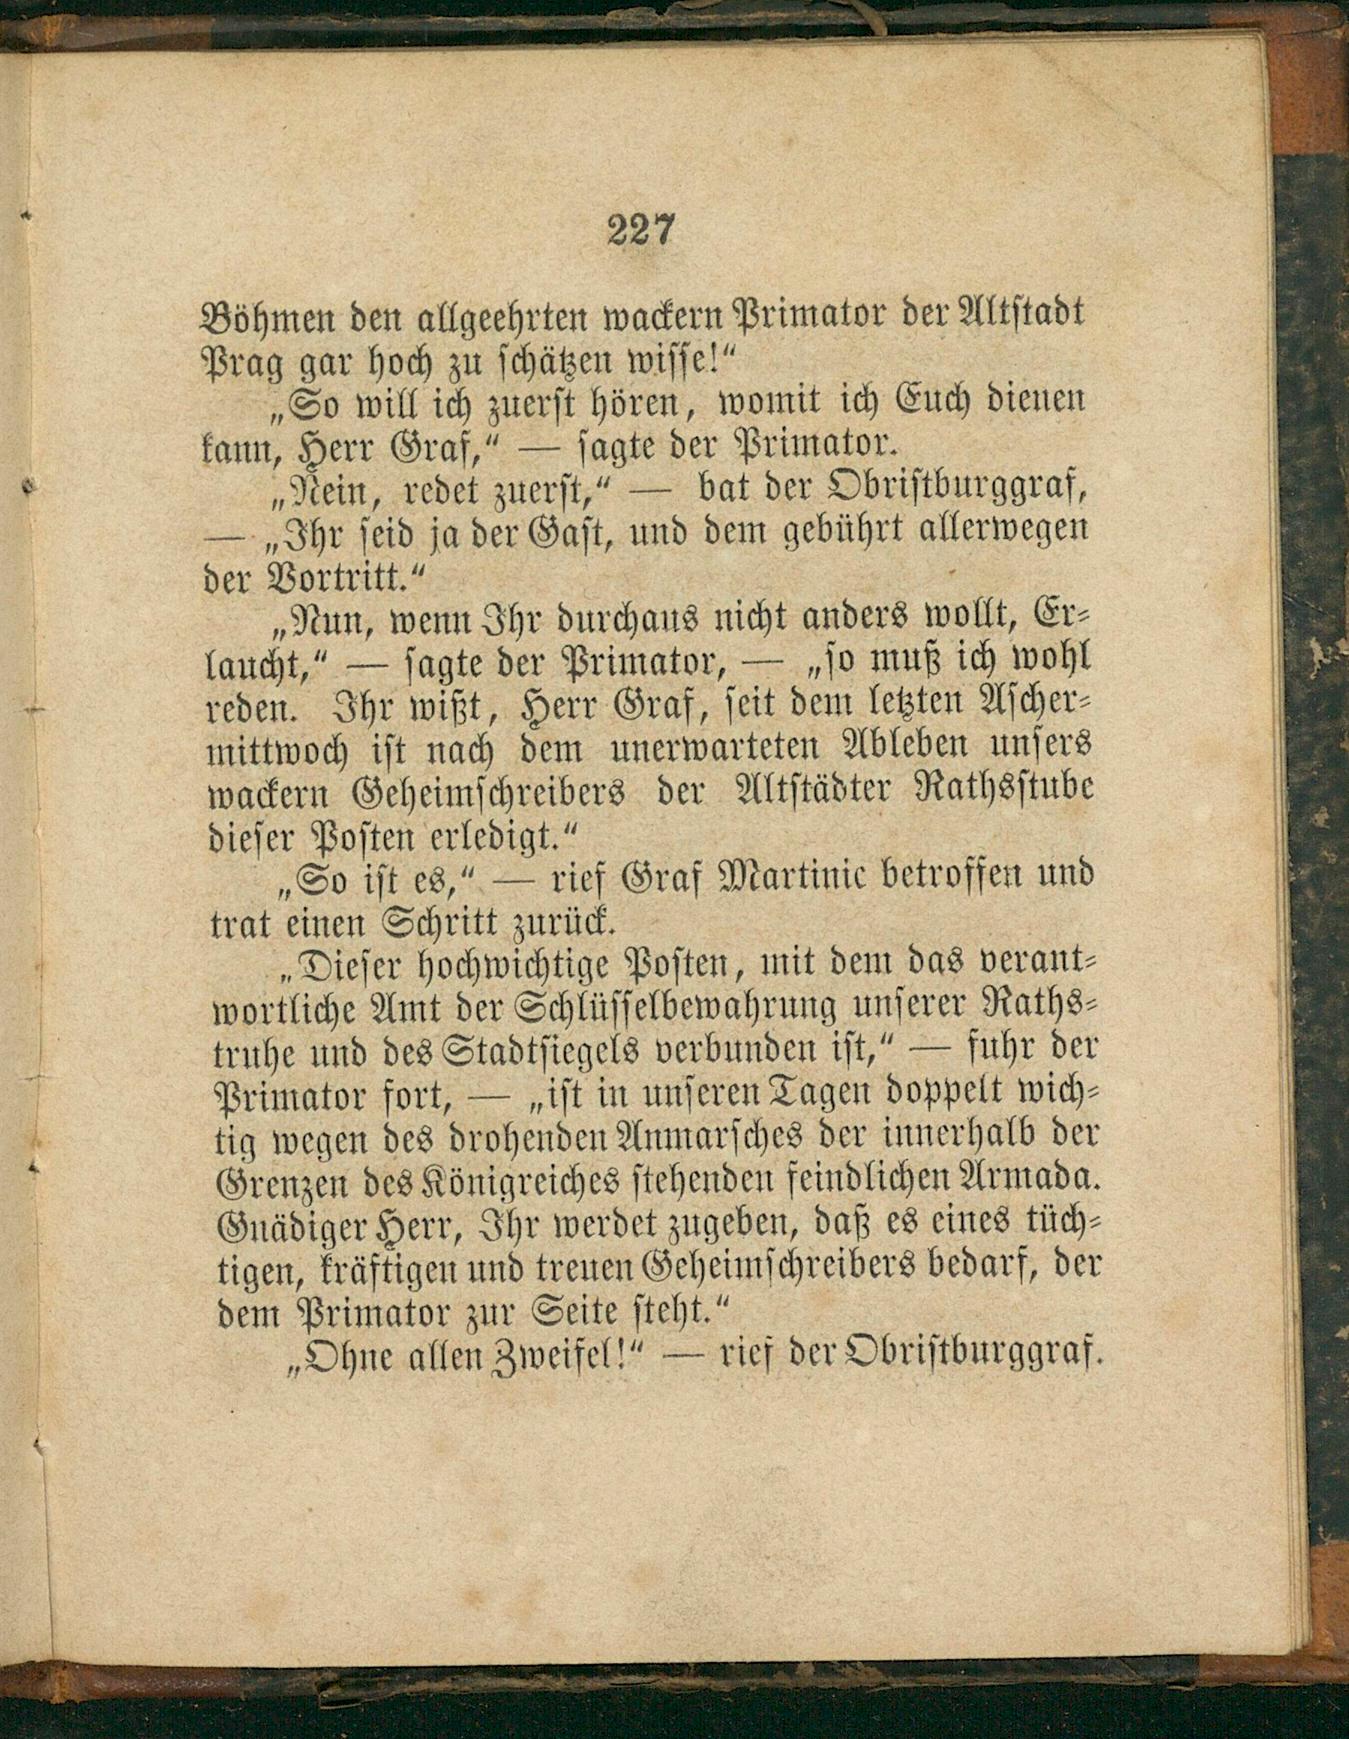 227
Böhmen den allgeehrten wackern Primator der Altstadt
Prag gar hoch zu schätzen wisse!“
„So will ich zuerst hören, womit ich Euch dienen
kann, Herr Graf,“ — sagte der Primator.
„Nein, redet zuerst,“ — bat der Obristburggraf,
— „Ihr seid ja der Gast, und dem gebührt allerwegen
der Vortritt.“
„Nun, wenn Ihr durchaus nicht anders wollt, Er-
laucht,“ — sagte der Primator, — „so muß ich wohl
reden. Ihr wißt, Herr Graf, seit dem letzten Ascher-
mittwoch ist nach dem unerwarteten Ableben unsers
wackern Geheimschreibers der Altstädter Rathsstube
dieser Posten erledigt.“
„So ist es,“ — rief Graf Martinic betroffen und
trat einen Schritt zurück.
„Dieser hochwichtige Posten, mit dem das verant-
wortliche Amt der Schlüsselbewahrung unserer Raths-
truhe und des Stadtsiegels verbunden ist,“ — fuhr der
Primator fort, — „ist in unseren Tagen doppelt wich-
tig wegen des drohenden Anmarsches der innerhalb der
Grenzen des Königreiches stehenden feindlichen Armada.
Gnädiger Herr, Ihr werdet zugeben, daß es eines tüch-
tigen, kräftigen und treuen Geheimschreibers bedarf, der
dem Primator zur Seite steht.“
„Ohne allen Zweifel!“ — rief der Obristburggraf.